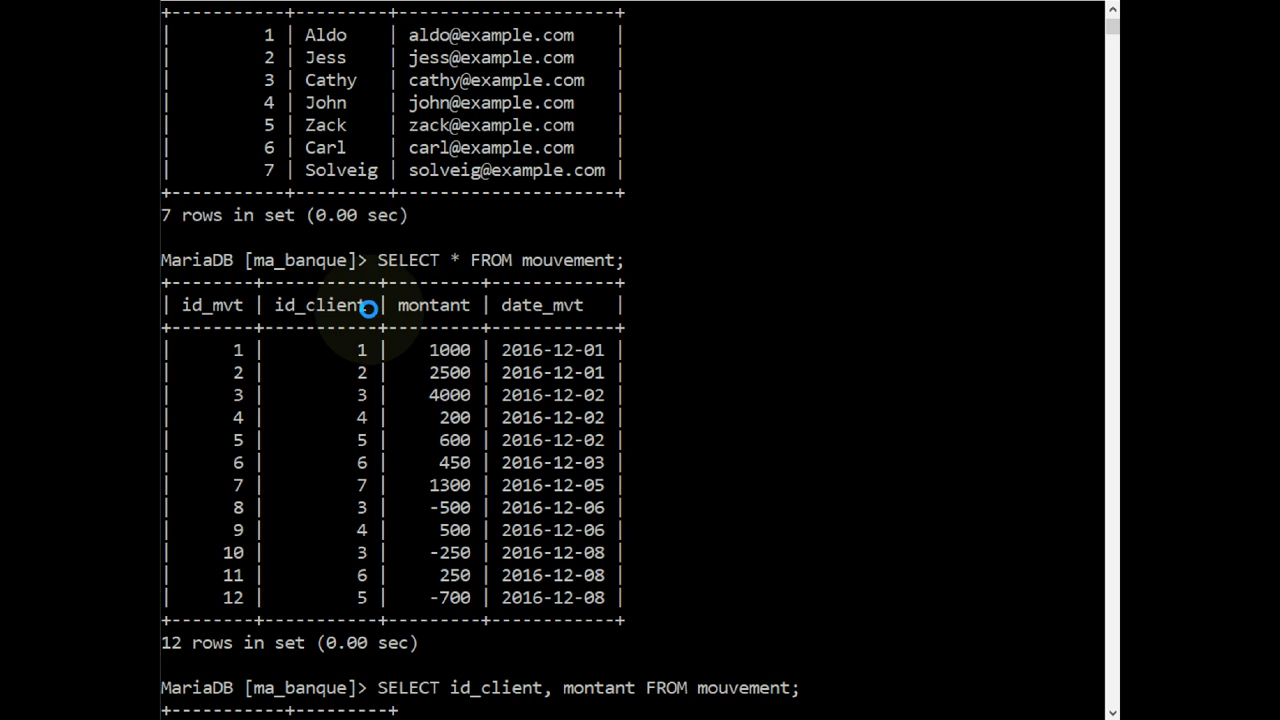 +-----------+---------+---------------------+
|         1 | Aldo    | aldo@example.com    |
|         2 | Jess    | jess@example.com    |
|         3 | Cathy   | cathy@example.com   |
|         4 | John    | john@example.com    |
|         5 | Zack    | zack@example.com    |
|         6 | Carl    | carl@example.com    |
|         7 | Solveig | solveig@example.com |
+-----------+---------+---------------------+
7 rows in set (0.00 sec)
MariaDB [ma_banque]> SELECT * FROM mouvement;
+--------+-----------+---------+------------+
| id_mvt | id_client | montant | date_mvt   |
+--------+-----------+---------+------------+
|      1 |         1 |    1000 | 2016-12-01 |
|      2 |         2 |    2500 | 2016-12-01 |
|      3 |         3 |    4000 | 2016-12-02 |
|      4 |         4 |     200 | 2016-12-02 |
|      5 |         5 |     600 | 2016-12-02 |
|      6 |         6 |     450 | 2016-12-03 |
|      7 |         7 |    1300 | 2016-12-05 |
|      8 |         3 |    -500 | 2016-12-06 |
|      9 |         4 |     500 | 2016-12-06 |
|     10 |         3 |    -250 | 2016-12-08 |
|     11 |         6 |     250 | 2016-12-08 |
|     12 |         5 |    -700 | 2016-12-08 |
+--------+-----------+---------+------------+
12 rows in set (0.00 sec)
MariaDB [ma_banque]> SELECT id_client, montant FROM mouvement;
+-----------+---------+